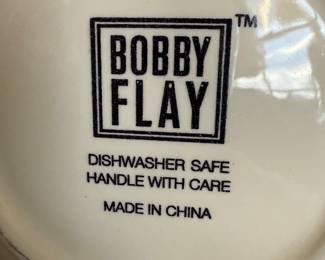 BOBBY
FLAY ™
DISHWASHER SAFE
HANDLE WITH CARE
MADE IN CHINA